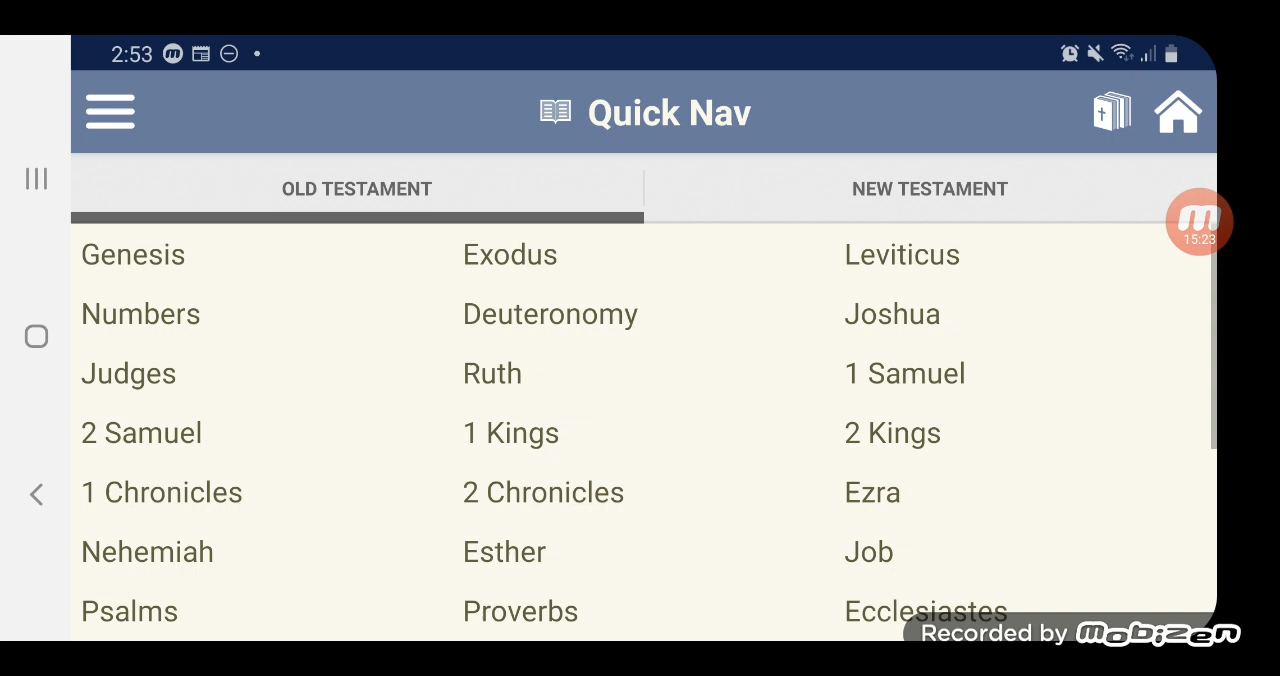 2:53
Quick Nav
OLD TESTAMENT NEW TESTAMENT
15:23
Genesis Exodus Leviticus
Numbers Deuteronomy Joshua
Judges Ruth 1 Samuel
2 Samuel 1 Kings 2 Kings
1 Chronicles 2 Chronicles Ezra
Nehemiah Esther Job
Psalms Proverbs Ecclesiastes
Recorded by mobizen